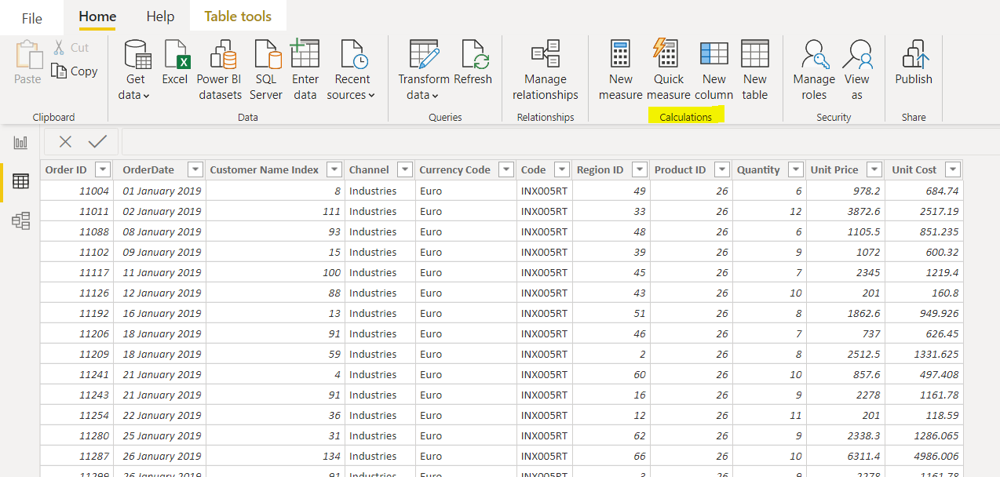 File Home Help Table tools
Paste Cut Copy
Get data Excel Power BI datasets SQL Server Enter data Recent sources Transform data Refresh Manage relationships New measure Quick measure New column New table Manage roles View as Publish
Clipboard Data Queries Relationships Calculations Security Share
Order ID OrderDate Customer Name Index Channel Currency Code Code Region ID Product ID Quantity Unit Price Unit Cost
11004 01 January 2019 8 Industries Euro INX005RT 49 26 6 978.2 684.74
11011 02 January 2019 111 Industries Euro INX005RT 33 26 12 3872.6 2517.19
11088 08 January 2019 93 Industries Euro INX005RT 48 26 6 1105.5 851.235
11102 09 January 2019 15 Industries Euro INX005RT 39 26 9 1072 600.32
11117 11 January 2019 100 Industries Euro INX005RT 45 26 7 2345 1219.4
11126 12 January 2019 88 Industries Euro INX005RT 43 26 10 201 160.8
11192 16 January 2019 13 Industries Euro INX005RT 51 26 8 1862.6 949.926
11206 18 January 2019 91 Industries Euro INX005RT 46 26 7 737 626.45
11209 18 January 2019 59 Industries Euro INX005RT 2 26 8 2512.5 1331.625
11241 21 January 2019 4 Industries Euro INX005RT 60 26 10 857.6 497.408
11243 21 January 2019 91 Industries Euro INX005RT 16 26 9 2278 1161.78
11254 22 January 2019 36 Industries Euro INX005RT 12 26 11 201 118.59
11280 25 January 2019 31 Industries Euro INX005RT 62 26 9 2338.3 1286.065
11287 26 January 2019 134 Industries Euro INX005RT 66 26 10 6311.4 4986.006
11299 26 January 2019 91 Industries Euro INX005RT 26 9 2278 1161.78